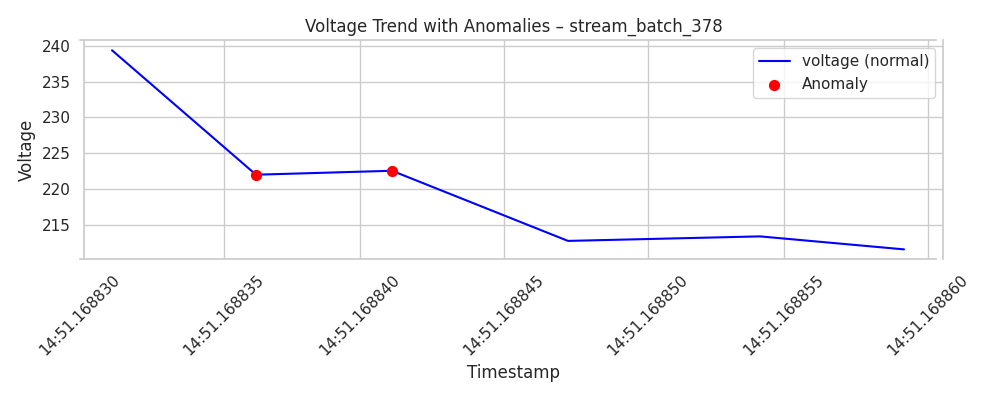 Voltage Trend with Anomalies – stream_batch_378
voltage (normal)
Anomaly
Voltage
240
235
230
225
220
215
14:51.168830
14:51.168835
14:51.168840
14:51.168845
14:51.168850
14:51.168855
14:51.168860
Timestamp